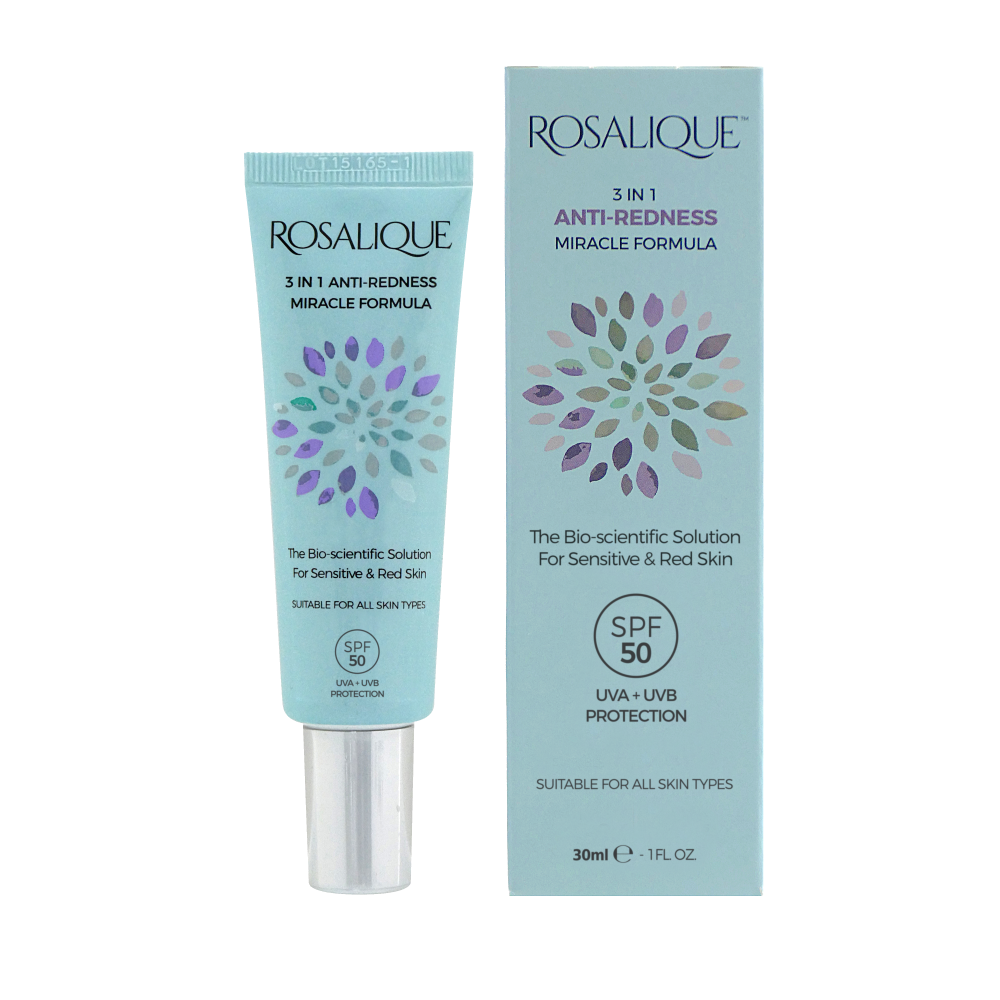 LOT15165-1
ROSALIQUE
3 IN 1 ANTI-REDNESS
MIRACLE FORMULA
The Bio-scientific Solution
For Sensitive & Red Skin
SUITABLE FOR ALL SKIN TYPES
SPF
50
UVA + UVB
PROTECTION
ROSALIQUE™
3 IN 1
ANTI-REDNESS
MIRACLE FORMULA
The Bio-scientific Solution
For Sensitive & Red Skin
SPF
50
UVA + UVB
PROTECTION
SUITABLE FOR ALL SKIN TYPES
30ml ℮ - 1 FL. OZ.